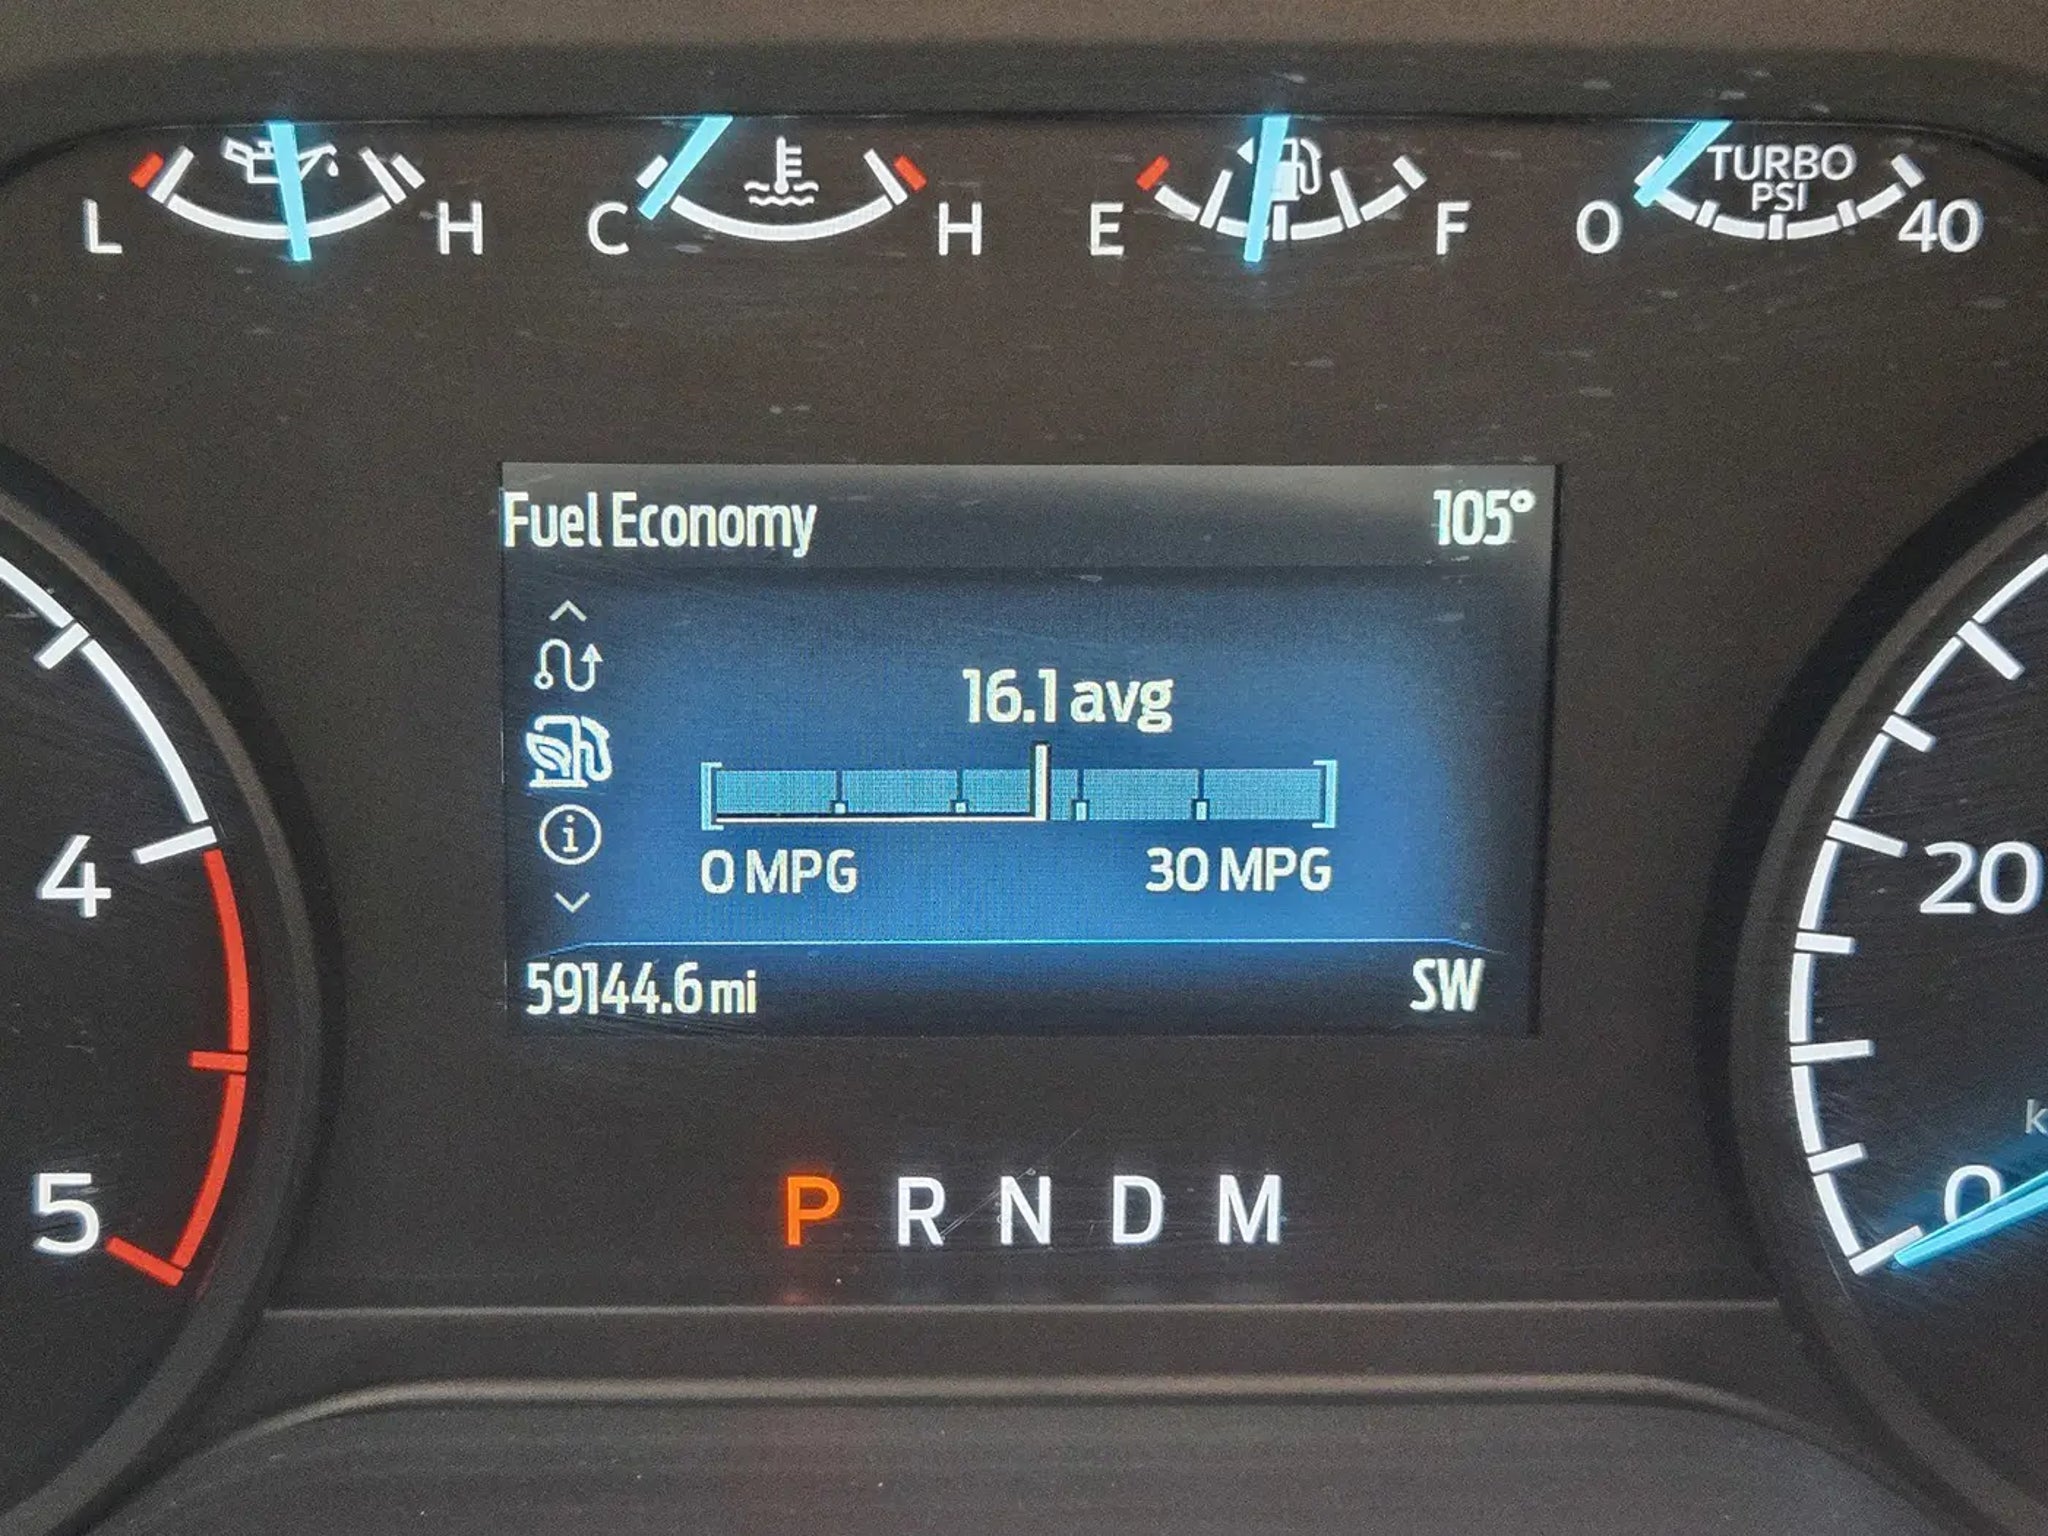 L H C H E F 0 TURBO PSI 40
Fuel Economy 105°
16.1 avg
0 MPG 30 MPG
59144.6 mi SW
4
5
20
0
P R N D M